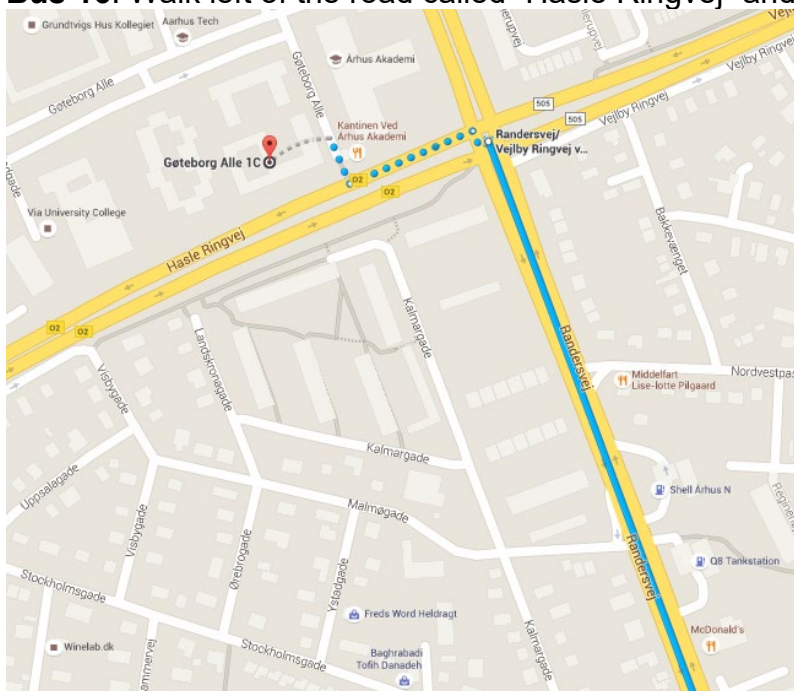 Bus 16: Walk left of the road called "Hasle Ringvej" and
Grundtvigs Hus Kollegiet
Aarhus Tech
Vejl
Vejlby Ringvej
Århus Akademi
505
505
Gøteborg Alle
Gøteborg Alle
Kantinen Ved
Århus Akademi
Randersvej/
Vejlby Ringvej v...
Gøteborg Alle 1C
O2
O2
Via University College
Hasle Ringvej
Bakkevænget
O2
O2
Kalmargade
Landskronagade
Randersvej
Visbygade
Middelfart
Lise-lotte Pilgaard
Nordvestpas
Kalmargade
Uppsalagade
Shell Århus N
Malmøgade
Visbygade
Ørebrogade
Ystadgade
Randersvej
Q8 Tankstation
Stockholmsgade
Freds Word Heldragt
McDonald's
Winelab.dk
Stockholmsgade
Baghrabadi
Tofih Danadeh
Kalmargade